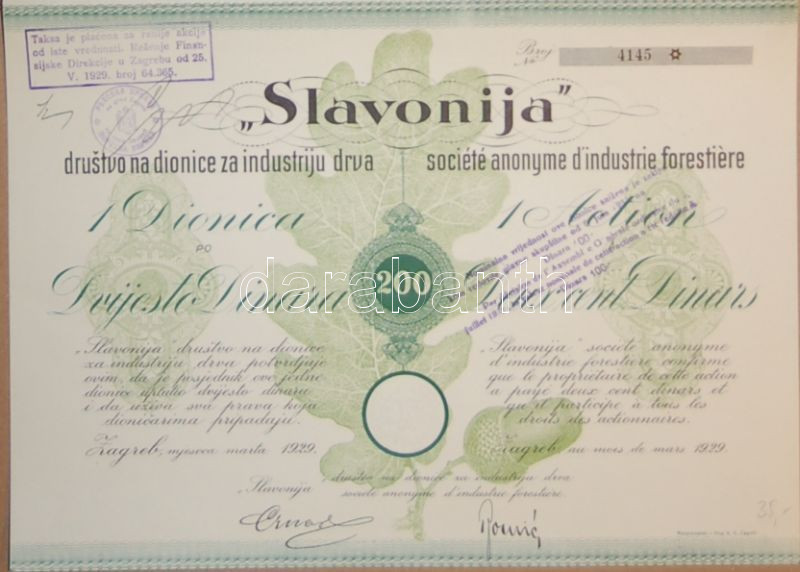 Taksa je plaćena za ranije akcije
od iste vrednosti. Rešenje Finan-
sijske Direkcije u Zagrebu od 25.
V. 1929. broj 64.365.
Broj
No
4145
„Slavonija”
društvo na dionice za industriju drva
société anonyme d'industrie forestière
1 Dionica
po
Dvijesto Dinara
1 Action
cent Dinars
200
darabanth
„Slavonija” društvo na dionice
za industriju drva potvrdjuje
ovim, da je posjednik ove jedne
dionice uplatio dvijesto dinara
i da uživa sva prava koja
dioničarima pripadaju.
Zagreb, mjeseca marta 1929.
„Slavonija” société anonyme
d'industrie forestière confirme
que le propriétaire de cette action
a payé deux cent dinars et
qu'il participe à tous les
droits des actionnaires.
Zagreb, au mois de mars 1929.
„Slavonija”
društvo na dionice za industriju drva
société anonyme d'industrie forestière.
35,-